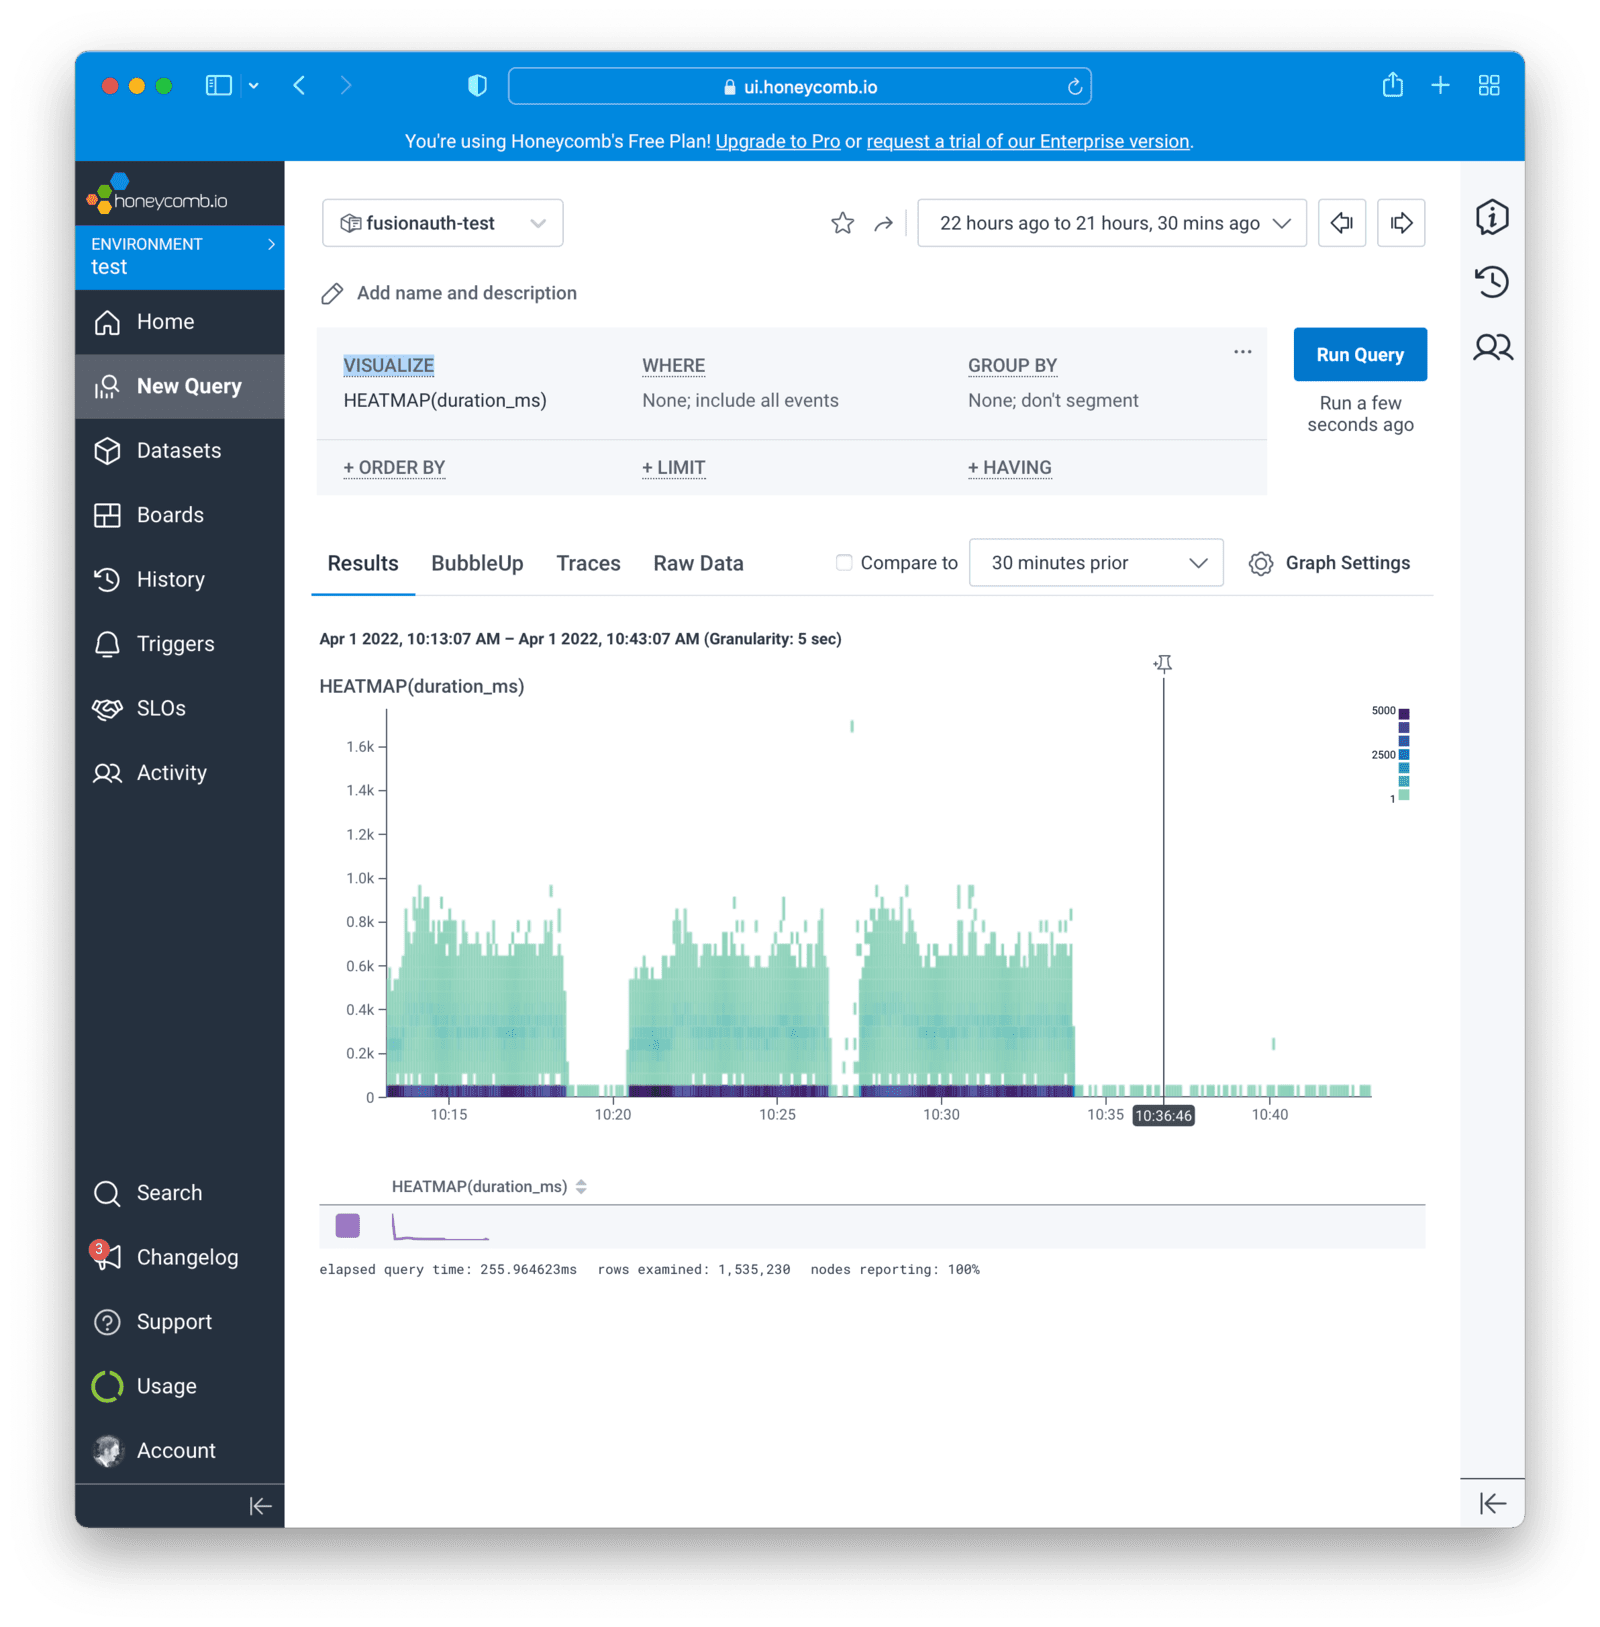 ui.honeycomb.io
You're using Honeycomb's Free Plan! Upgrade to Pro or request a trial of our Enterprise version.
honeycomb.io
ENVIRONMENT
test
Home
New Query
Datasets
Boards
History
Triggers
SLOs
Activity
Search
3
Changelog
Support
Usage
Account
fusionauth-test
22 hours ago to 21 hours, 30 mins ago
Add name and description
VISUALIZE
HEATMAP(duration_ms)
WHERE
None; include all events
GROUP BY
None; don't segment
+ ORDER BY
+ LIMIT
+ HAVING
Run Query
Run a few
seconds ago
Results BubbleUp Traces Raw Data
Compare to 30 minutes prior Graph Settings
Apr 1 2022, 10:13:07 AM – Apr 1 2022, 10:43:07 AM (Granularity: 5 sec)
HEATMAP(duration_ms)
1.6k
1.4k
1.2k
1.0k
0.8k
0.6k
0.4k
0.2k
0
10:15 10:20 10:25 10:30 10:35 10:36:46 10:40
5000
2500
1
HEATMAP(duration_ms)
elapsed query time: 255.964623ms rows examined: 1,535,230 nodes reporting: 100%